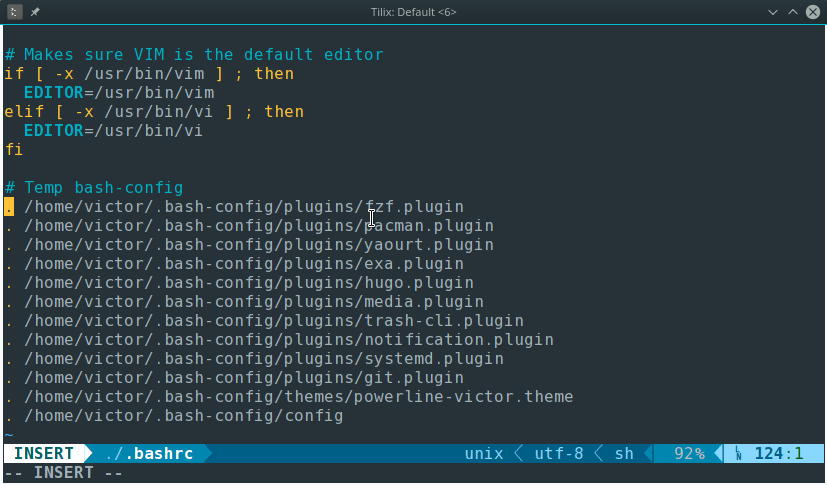 Tilix: Default <6>
# Makes sure VIM is the default editor
if [ -x /usr/bin/vim ] ; then
  EDITOR=/usr/bin/vim
elif [ -x /usr/bin/vi ] ; then
  EDITOR=/usr/bin/vi
fi
# Temp bash-config
. /home/victor/.bash-config/plugins/fzf.plugin
. /home/victor/.bash-config/plugins/pacman.plugin
. /home/victor/.bash-config/plugins/yaourt.plugin
. /home/victor/.bash-config/plugins/exa.plugin
. /home/victor/.bash-config/plugins/hugo.plugin
. /home/victor/.bash-config/plugins/media.plugin
. /home/victor/.bash-config/plugins/trash-cli.plugin
. /home/victor/.bash-config/plugins/notification.plugin
. /home/victor/.bash-config/plugins/systemd.plugin
. /home/victor/.bash-config/plugins/git.plugin
. /home/victor/.bash-config/themes/powerline-victor.theme
. /home/victor/.bash-config/config
~
INSERT ./.bashrc unix utf-8 sh 92% LN 124:1
-- INSERT --